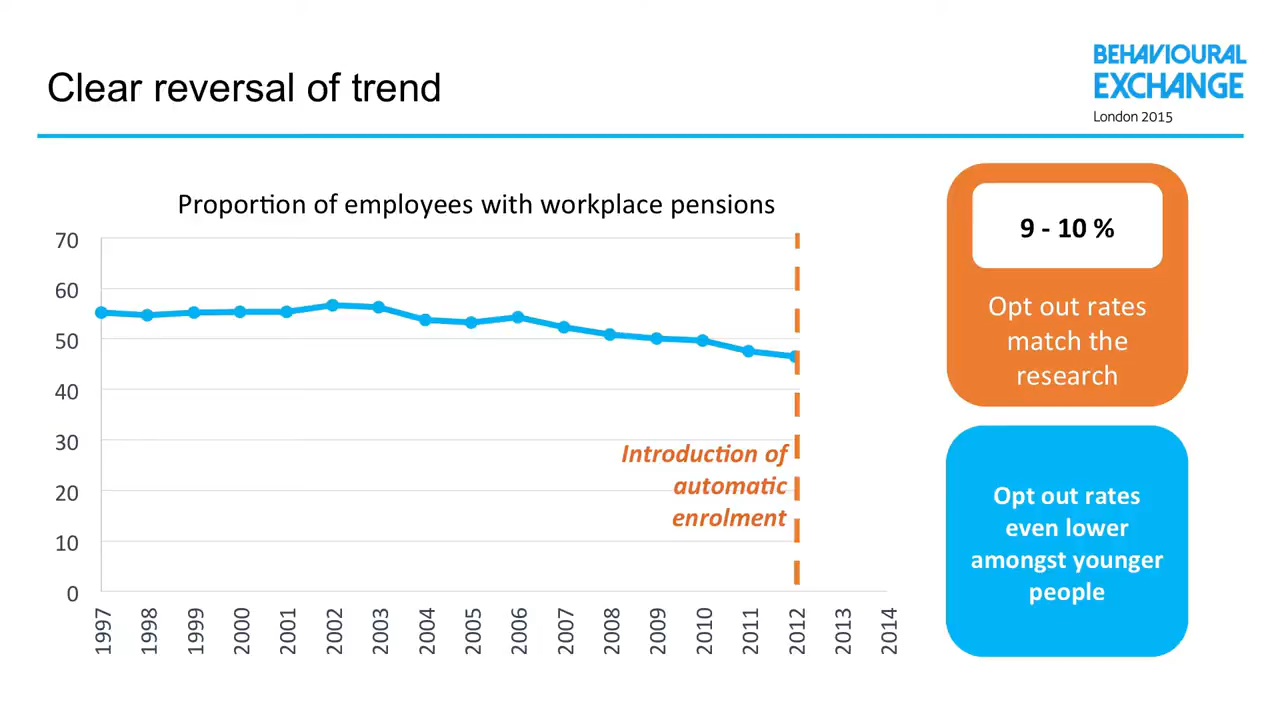 Clear reversal of trend
BEHAVIOURAL
EXCHANGE
London 2015
Proportion of employees with workplace pensions
70
60
50
40
30
20
10
0
1997
1998
1999
2000
2001
2002
2003
2004
2005
2006
2007
2008
2009
2010
2011
2012
2013
2014
Introduction of
automatic
enrolment
9 - 10 %
Opt out rates
match the
research
Opt out rates
even lower
amongst younger
people